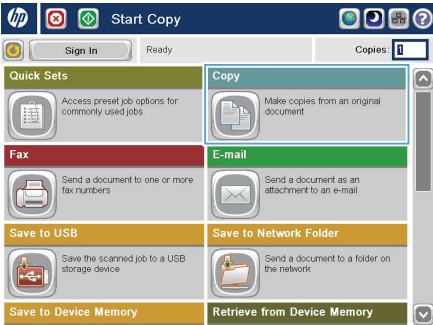 hp Start Copy
Sign In Ready Copies: 1
Quick Sets Copy
Access preset job options for Make copies from an original
commonly used jobs document
Fax E-mail
Send a document to one or more Send a document as an
fax numbers attachment to an e-mail
Save to USB Save to Network Folder
Save the scanned job to a USB Send a document to a folder on
storage device the network
Save to Device Memory Retrieve from Device Memory